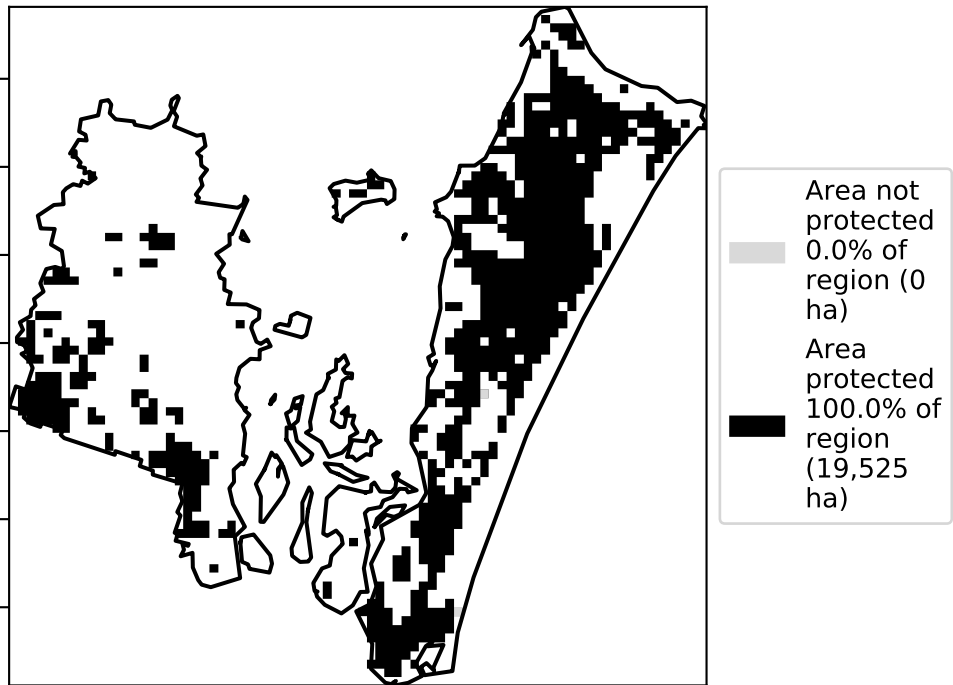 Area not
protected
0.0% of
region (0
ha)
Area
protected
100.0% of
region
(19,525
ha)